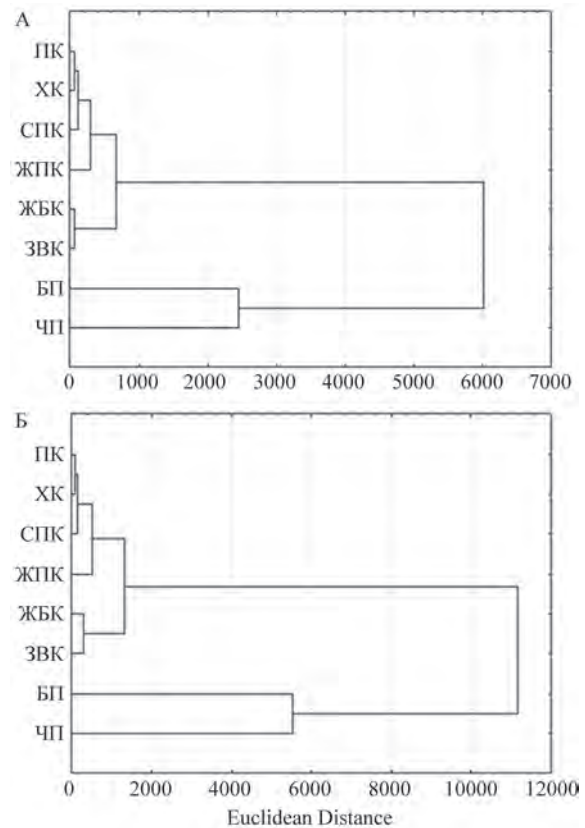 А
ПК
ХК
СПК
ЖПК
ЖБК
ЗВК
БП
ЧП
0 1000 2000 3000 4000 5000 6000 7000
Б
ПК
ХК
СПК
ЖПК
ЖБК
ЗВК
БП
ЧП
0 2000 4000 6000 8000 10000 12000
Euclidean Distance